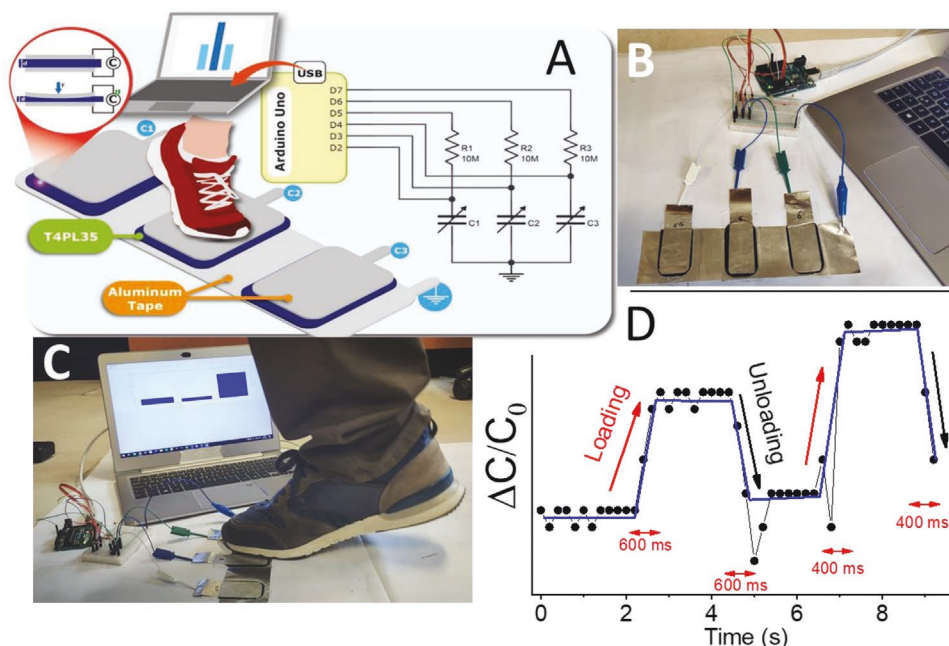 A
USB
Arduino Uno
D7
D6
D5
D4
D3
D2
R1
10M
R2
10M
R3
10M
C1
C2
C3
C
C
C1
C2
C3
T4PL35
Aluminum
Tape
B
C
D
Loading
Unloading
600 ms
600 ms
400 ms
400 ms
ΔC/C₀
0
2
4
6
8
Time (s)